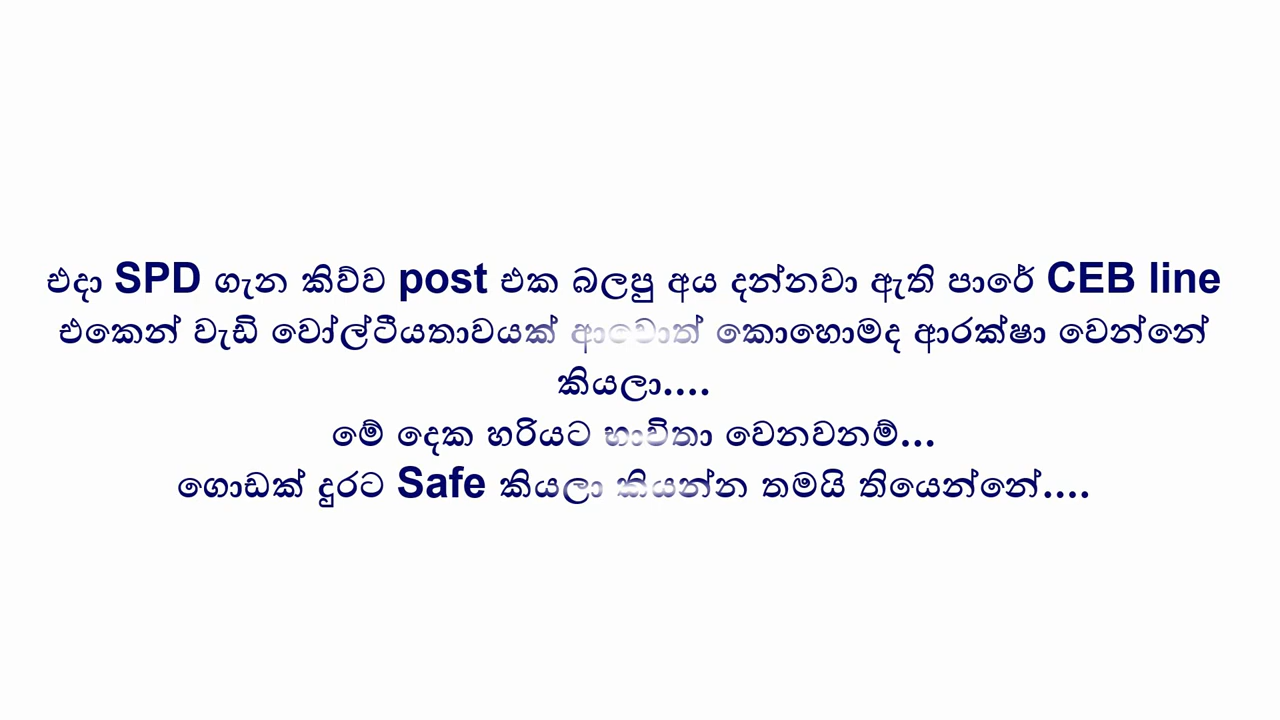 එදා SPD ගැන කිව්ව post එක බලපු අය දන්නවා ඇති පාරේ CEB line
එකෙන් වැඩි වෝල්ටීයතාවයක් ආවොත් කොහොමද ආරක්ෂා වෙන්නේ
කියලා....
මේ දෙක හරියට භාවිතා වෙනවනම්...
ගොඩක් දුරට Safe කියලා කියන්න තමයි තියෙන්නේ....